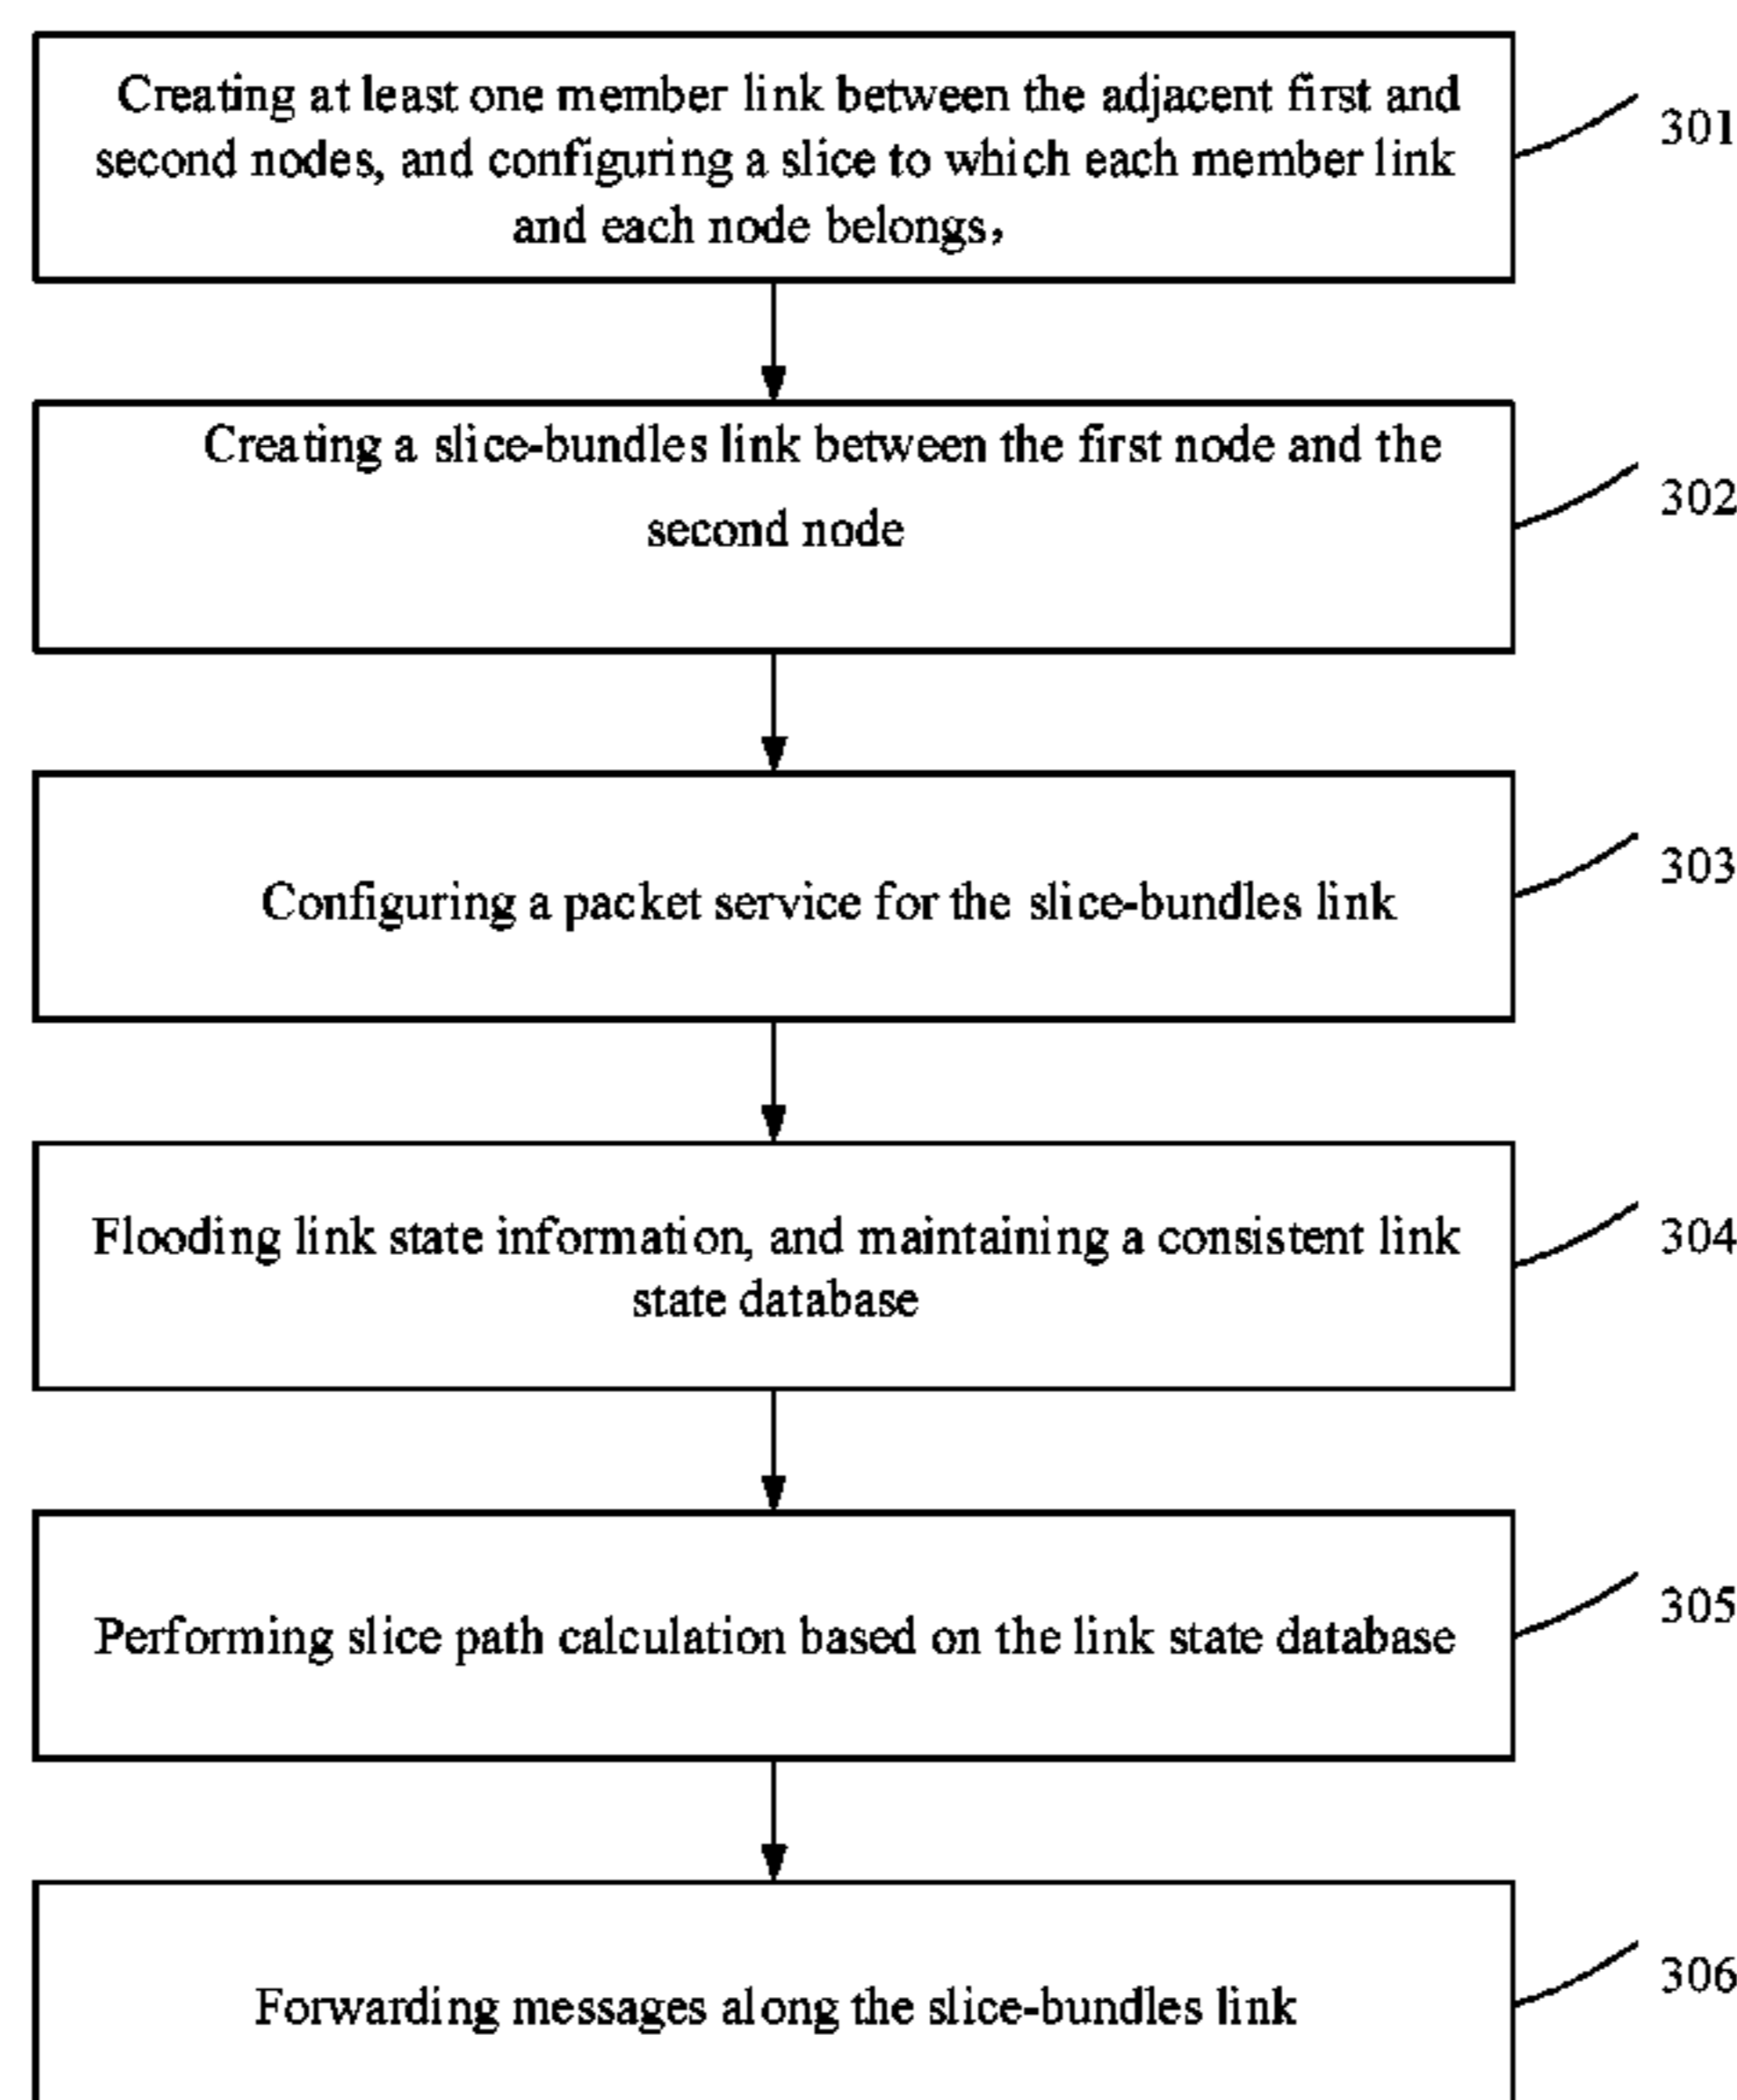 Creating at least one member link between the adjacent first and
second nodes, and configuring a slice to which each member link
and each node belongs，
301
Creating a slice-bundles link between the first node and the
second node
302
Configuring a packet service for the slice-bundles link
303
Flooding link state information, and maintaining a consistent link
state database
304
Performing slice path calculation based on the link state database
305
Forwarding messages along the slice-bundles link
306